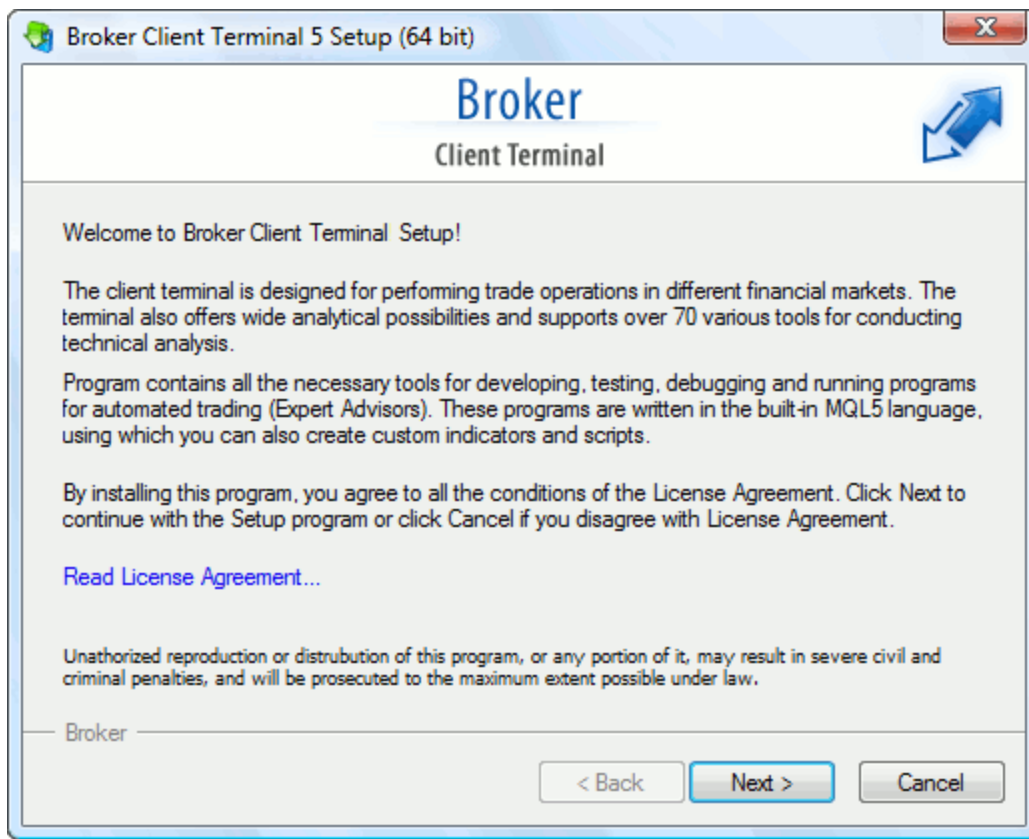 Broker Client Terminal 5 Setup (64 bit)
X
Broker
Client Terminal
Welcome to Broker Client Terminal Setup!
The client terminal is designed for performing trade operations in different financial markets. The
terminal also offers wide analytical possibilities and supports over 70 various tools for conducting
technical analysis.
Program contains all the necessary tools for developing, testing, debugging and running programs
for automated trading (Expert Advisors). These programs are written in the built-in MQL5 language,
using which you can also create custom indicators and scripts.
By installing this program, you agree to all the conditions of the License Agreement. Click Next to
continue with the Setup program or click Cancel if you disagree with License Agreement.
Read License Agreement...
Unathorized reproduction or distrubution of this program, or any portion of it, may result in severe civil and
criminal penalties, and will be prosecuted to the maximum extent possible under law.
Broker
< Back
Next >
Cancel